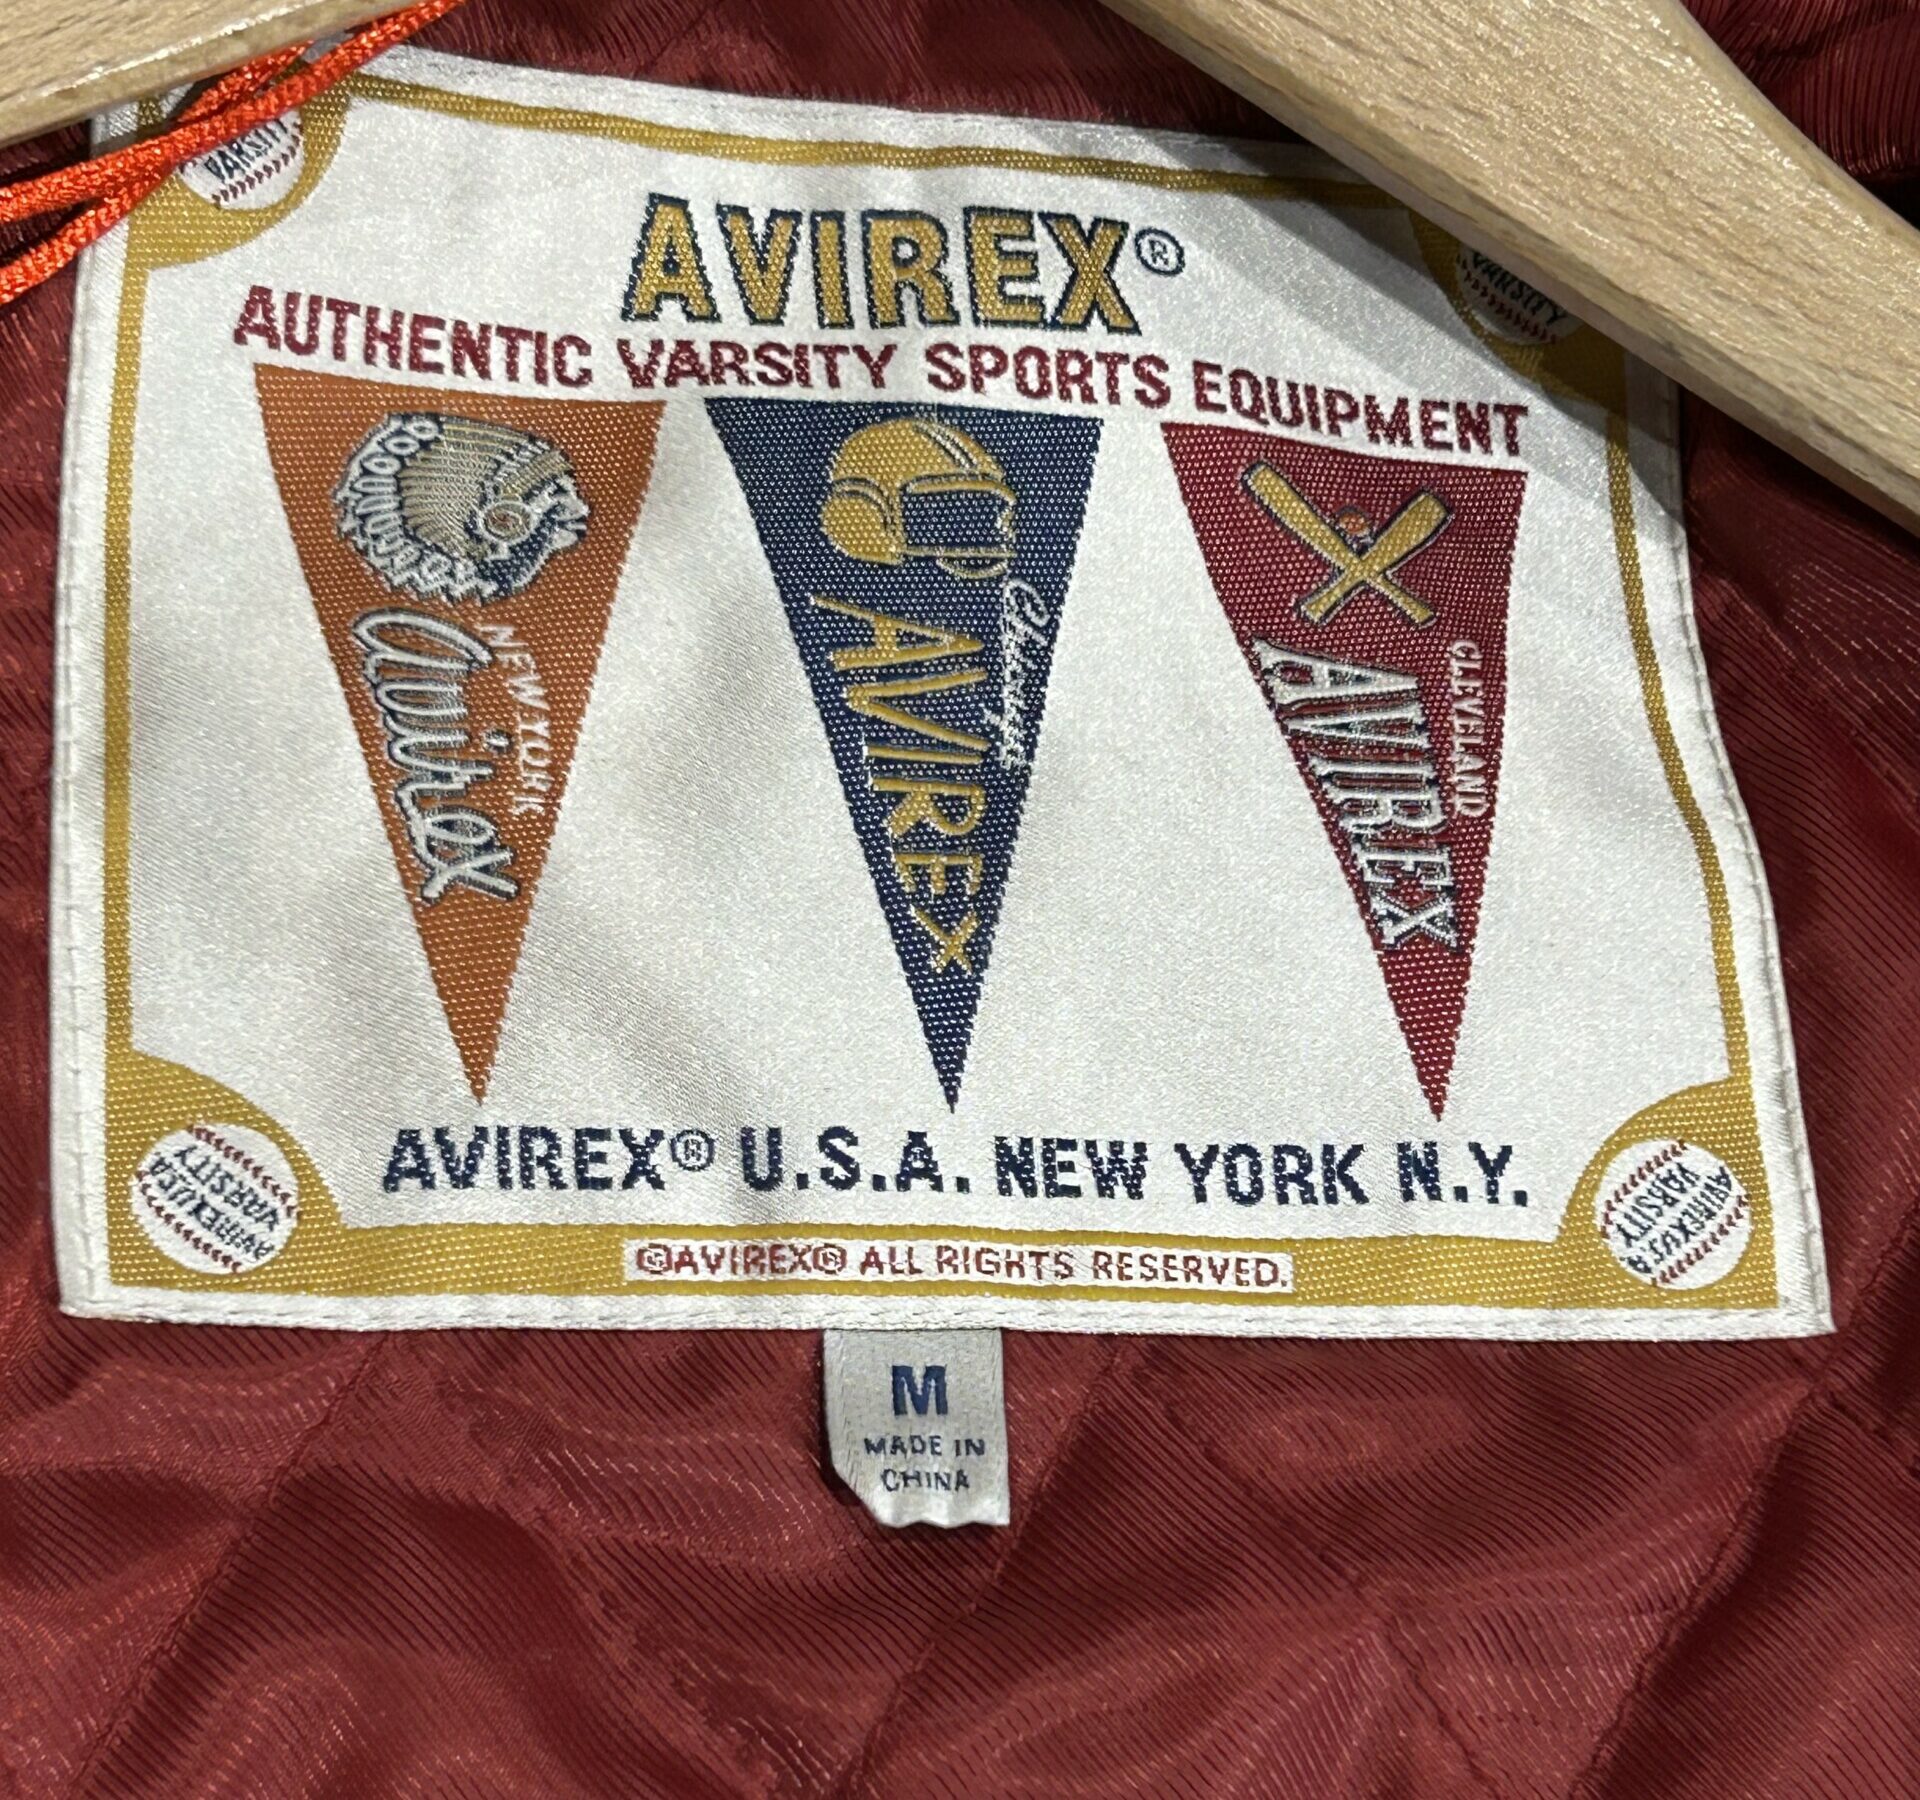 VARSITY
VARSITY
AVIREX®
AUTHENTIC VARSITY SPORTS EQUIPMENT
NEW YORK
Avirex
Chicago
AVIREX
CLEVELAND
AVIREX
AVIREX® U.S.A. NEW YORK N.Y.
AVIREX U.S.A
VARSITY
AVIREX U.S.A
VARSITY
©AVIREX® ALL RIGHTS RESERVED.
M
MADE IN
CHINA